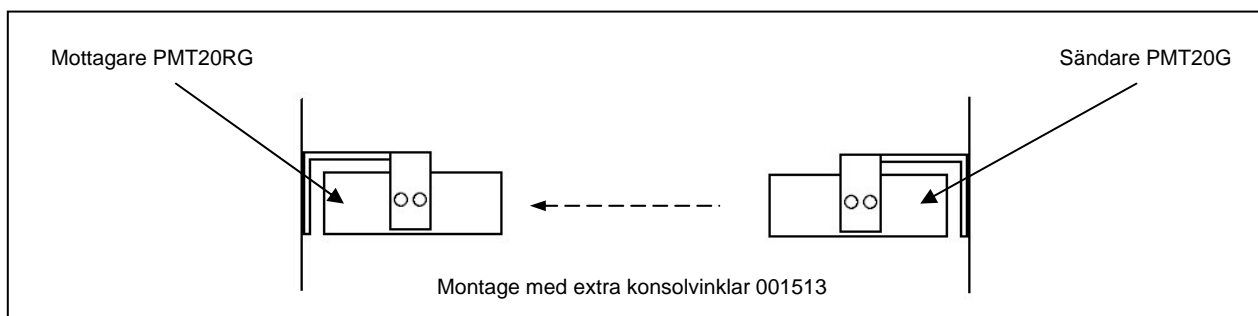 Mottagare PMT20RG
Sändare PMT20G
Montage med extra konsolvinklar 001513